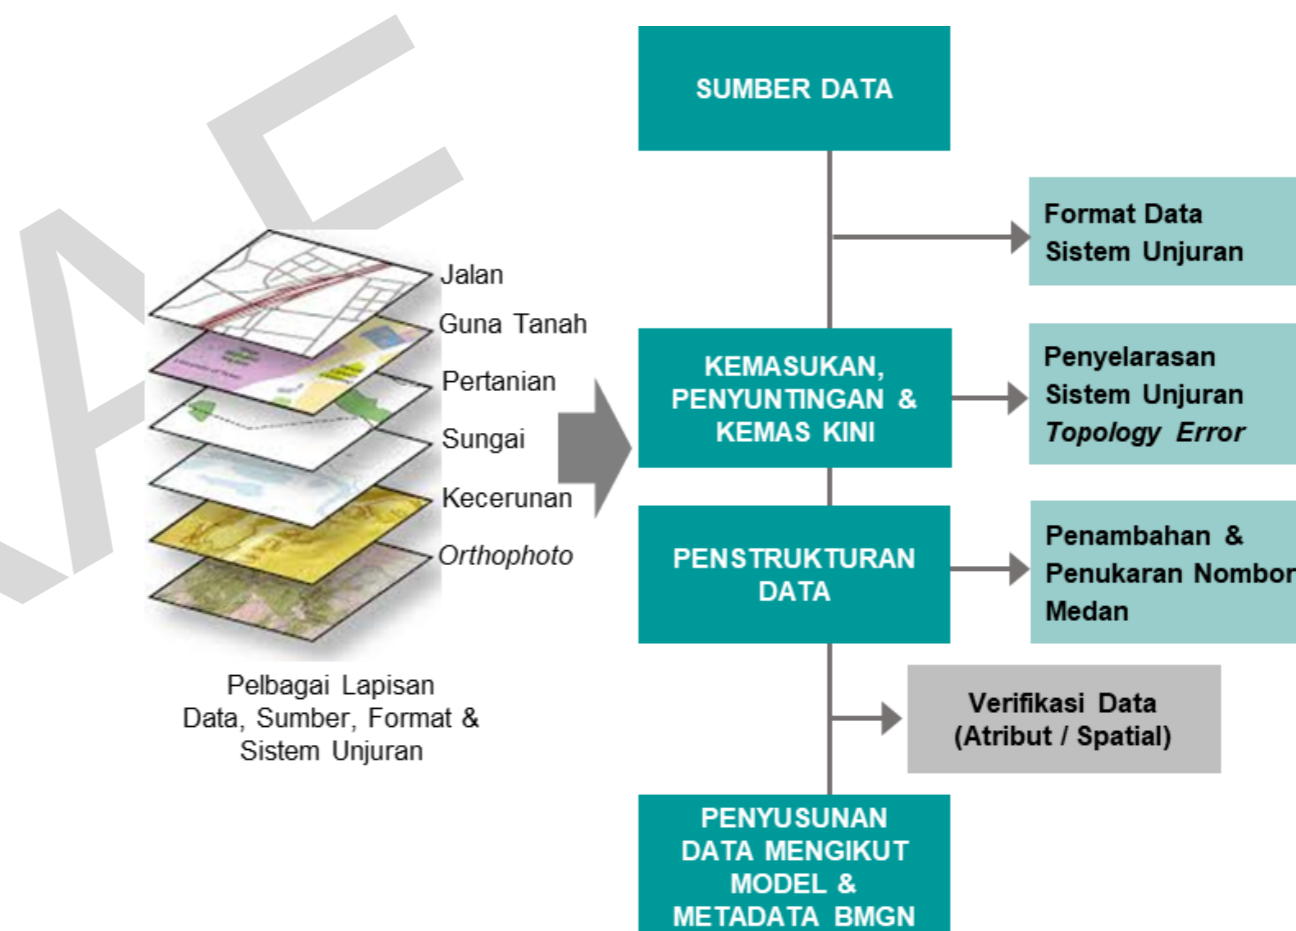 SUMBER DATA
Format Data
Sistem Unjuran
Jalan
Guna Tanah
Pertanian
Sungai
Kecerunan
Orthophoto
Pelbagai Lapisan
Data, Sumber, Format &
Sistem Unjuran
KEMASUKAN,
PENYUNTINGAN &
KEMAS KINI
Penyelarasan
Sistem Unjuran
Topology Error
PENSTRUKTURAN
DATA
Penambahan &
Penukaran Nombor
Medan
Verifikasi Data
(Atribut / Spatial)
PENYUSUNAN
DATA MENGIKUT
MODEL &
METADATA BMGN